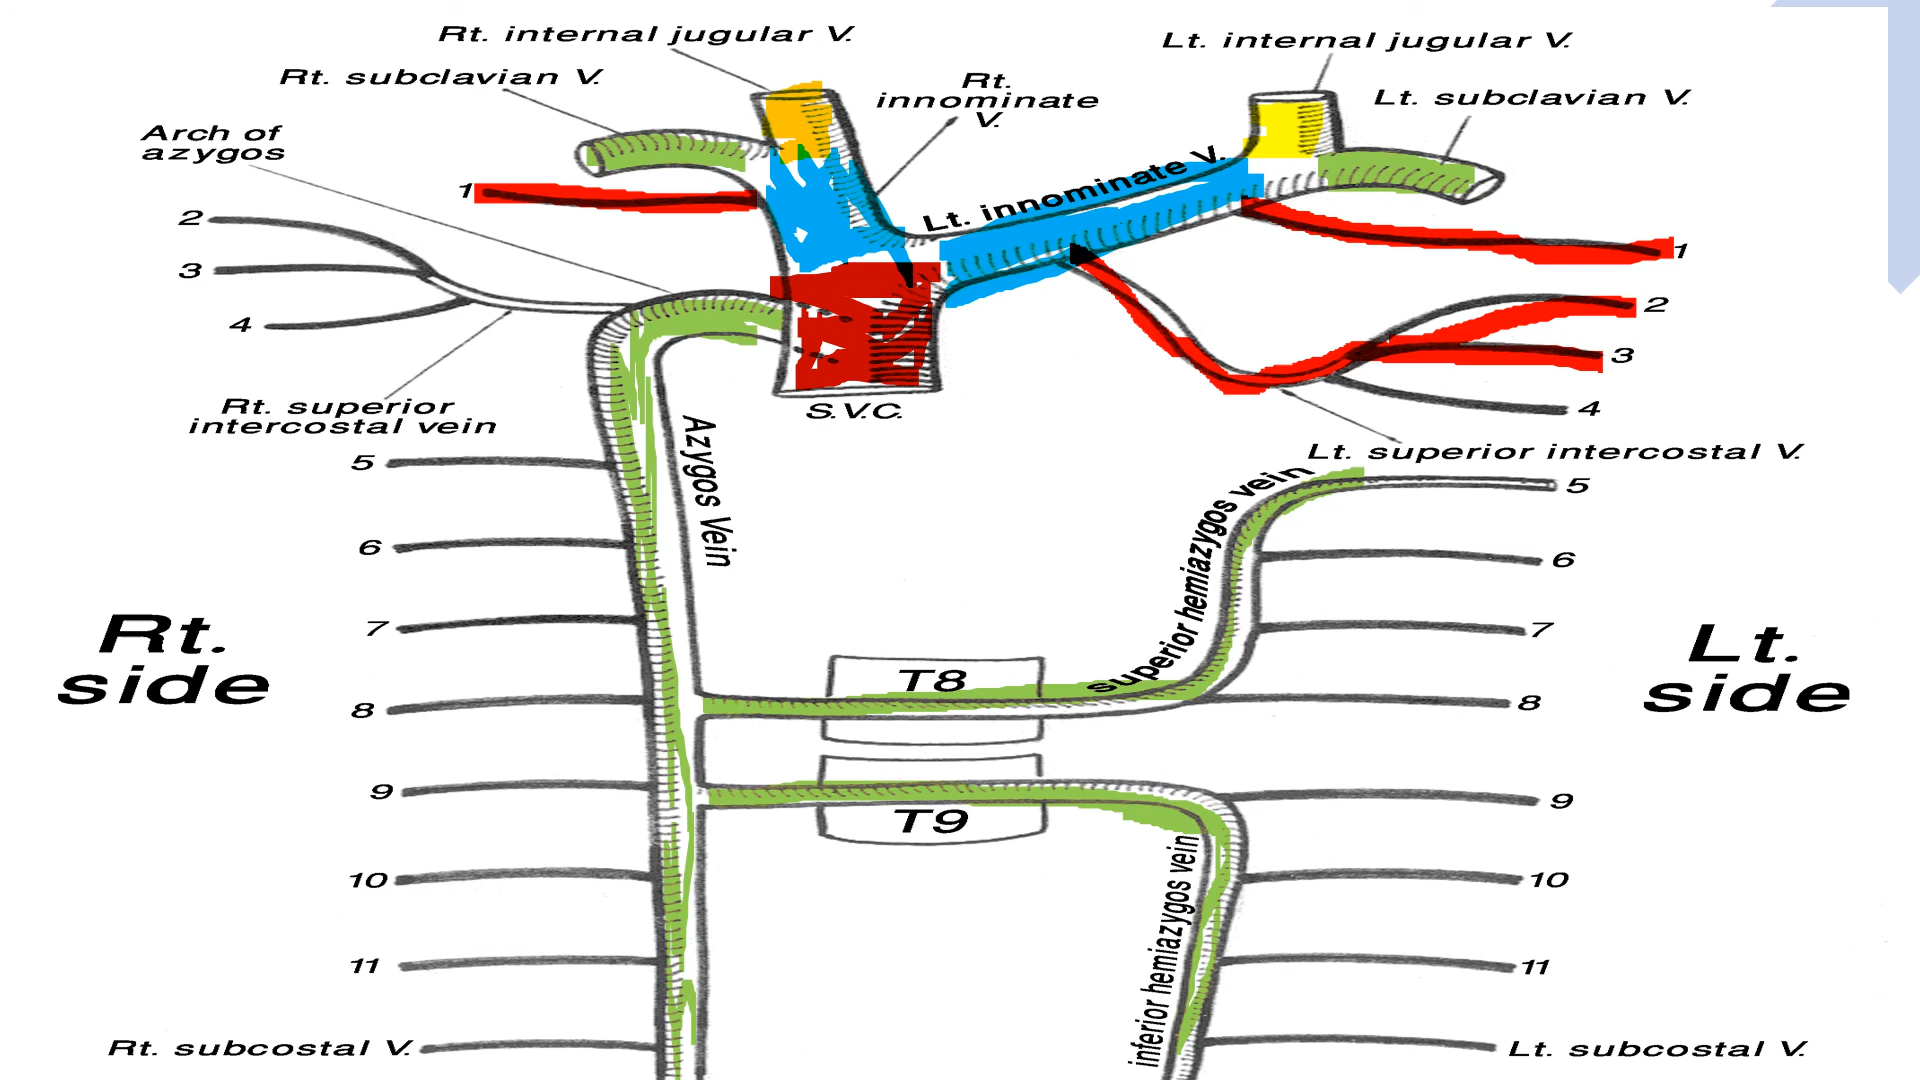 Rt. internal jugular V.
Lt. internal jugular V.
Rt. subclavian V.
Rt.
innominate
V.
Lt. subclavian V.
Arch of
azygos
Lt. innominate V.
1
2
3
4
1
2
3
4
S.V.C.
Rt. superior
intercostal vein
Lt. superior intercostal V.
Azygos Vein
superior hemiazygos vein
5
6
7
8
9
10
11
5
6
7
8
9
10
11
Rt.
side
Lt.
side
T8
T9
inferior hemiazygos vein
Rt. subcostal V.
Lt. subcostal V.